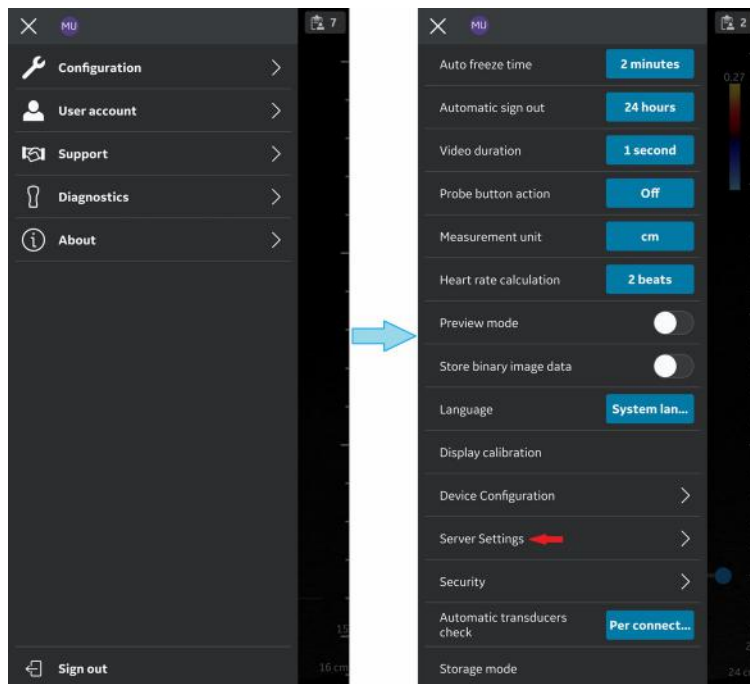 MU
7
Configuration
User account
Support
Diagnostics
About
15
Sign out
16 cm
MU
2
Auto freeze time
2 minutes
0.27
Automatic sign out
24 hours
Video duration
1 second
Probe button action
Off
Measurement unit
cm
Heart rate calculation
2 beats
Preview mode
Store binary image data
Language
System lan...
Display calibration
Device Configuration
Server Settings
Security
Automatic transducers
check
Per connect...
Storage mode